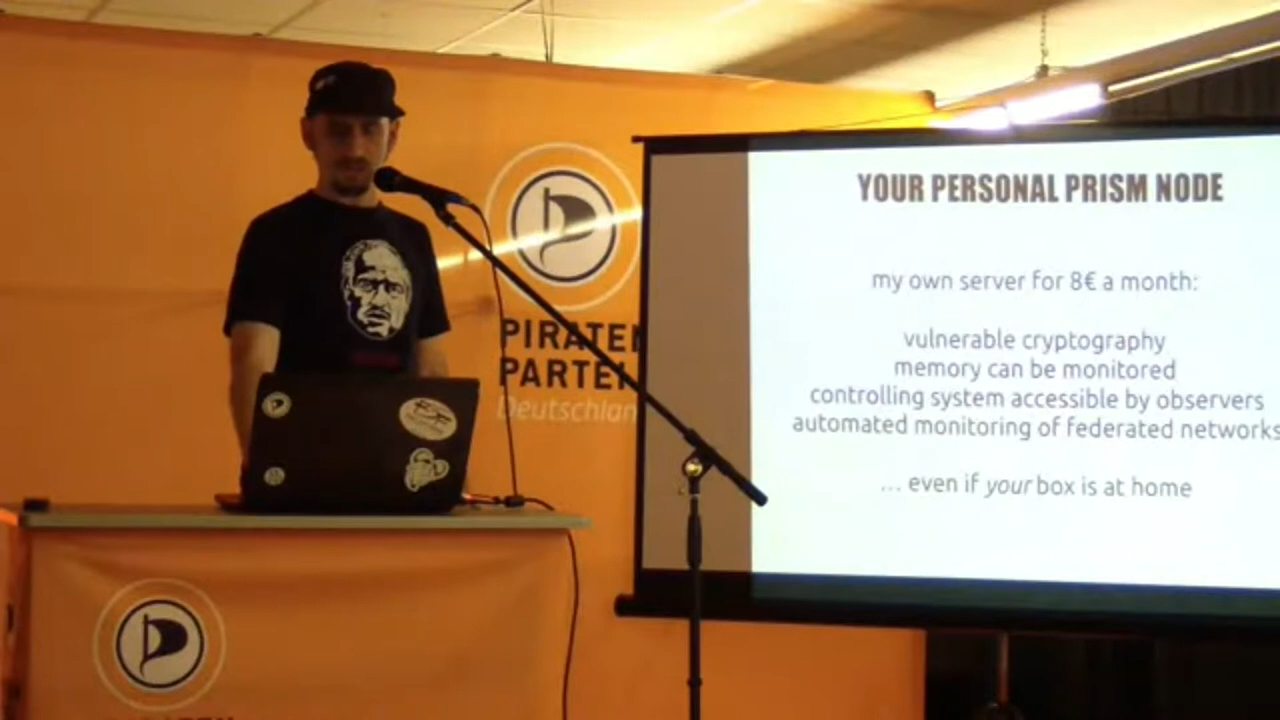 PIRATEN
PARTEI
Deutschlan
YOUR PERSONAL PRISM NODE
my own server for 8€ a month:
vulnerable cryptography
memory can be monitored
controlling system accessible by observers
automated monitoring of federated networks
... even if your box is at home